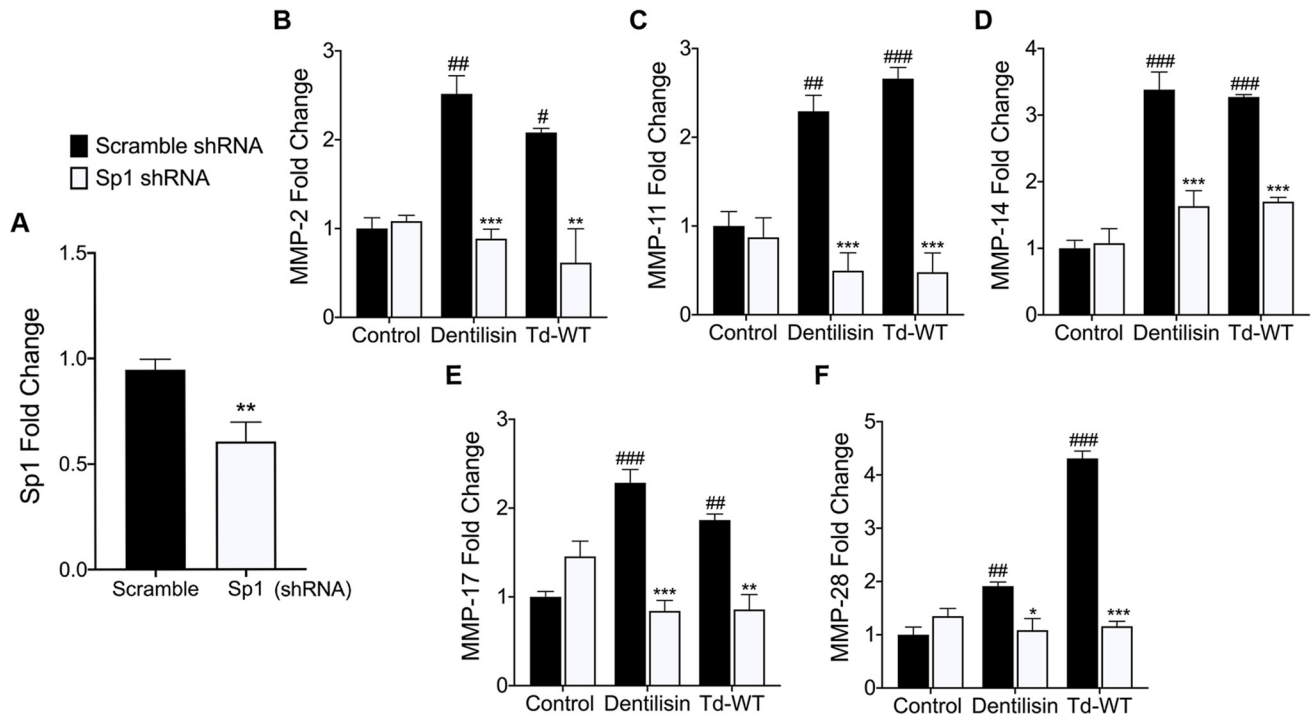 Scramble shRNA
Sp1 shRNA
A
Sp1 Fold Change
1.5
1.0
0.5
0.0
**
Scramble Sp1 (shRNA)
B
MMP-2 Fold Change
3
2
1
0
##
***
#
**
Control Dentilisin Td-WT
C
MMP-11 Fold Change
3
2
1
0
##
***
###
***
Control Dentilisin Td-WT
D
MMP-14 Fold Change
4
3
2
1
0
###
***
###
***
Control Dentilisin Td-WT
E
MMP-17 Fold Change
3
2
1
0
###
***
##
**
Control Dentilisin Td-WT
F
MMP-28 Fold Change
5
4
3
2
1
0
##
*
###
***
Control Dentilisin Td-WT